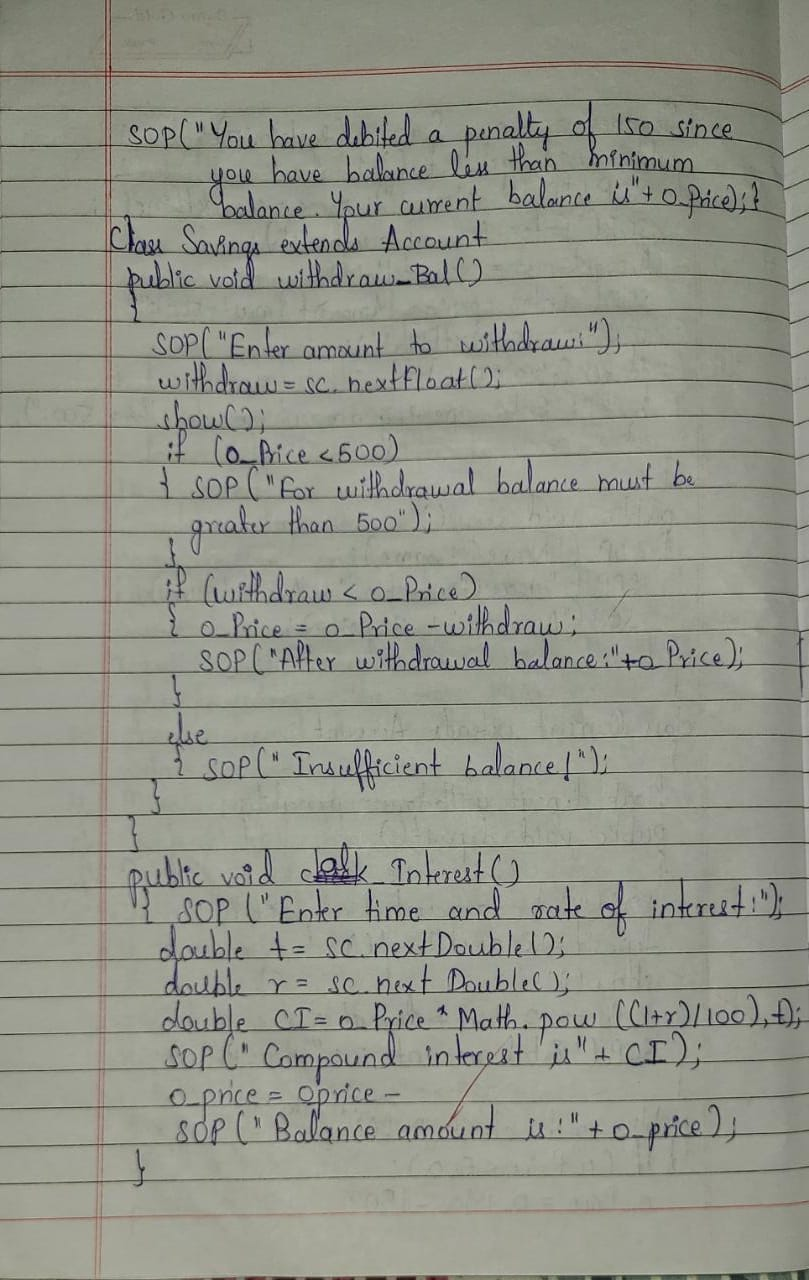 SOP("You have debited a penalty of 150 since
you have balance less than minimum
balance. Your current balance is"+ o_Price);}
Class Savings extends Account
public void withdraw_Bal()
{
SOP("Enter amount to withdraw:");
withdraw = sc.nextFloat();
show();
if (o_Price <500)
{ SOP ("For withdrawal balance must be
greater than 500");
}
if (withdraw < o_Price)
{ o_Price = o_Price - withdraw;
SOP("After withdrawal balance:"+o_Price);
}
else
{ SOP(" Insufficient balance!");
}
}
public void Interest()
{ SOP ("Enter time and rate of interest:");
double t = sc.nextDouble();
double r = sc.next Double();
double CI = o_Price * Math.pow ((1+r)/100),t);
SOP (" Compound interest is"+ CI);
o_price = oprice -
SOP (" Balance amount is:" + o_price);
}